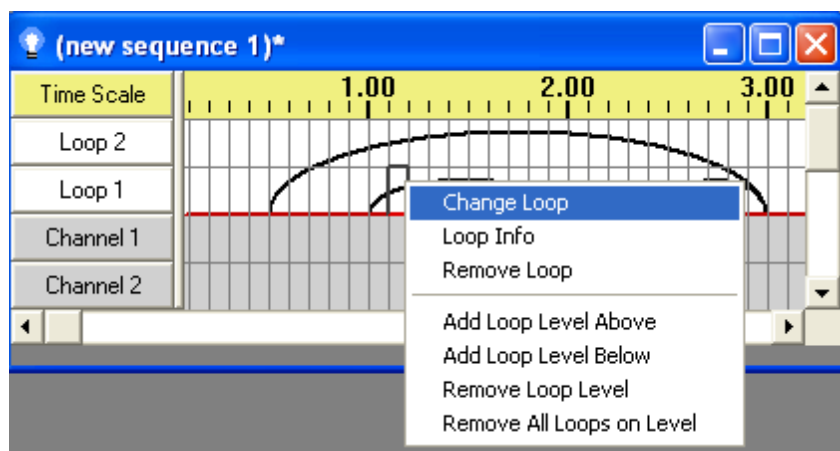 (new sequence 1)*
Time Scale
1.00 2.00 3.00
Loop 2
Loop 1
Channel 1
Channel 2
Change Loop
Loop Info
Remove Loop
Add Loop Level Above
Add Loop Level Below
Remove Loop Level
Remove All Loops on Level